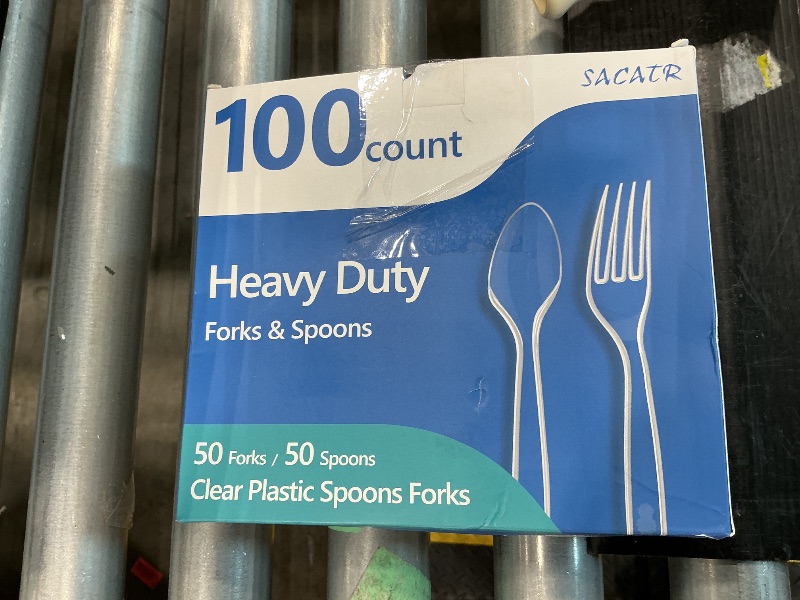 SACATR
100 count
Heavy Duty
Forks & Spoons
50 Forks / 50 Spoons
Clear Plastic Spoons Forks